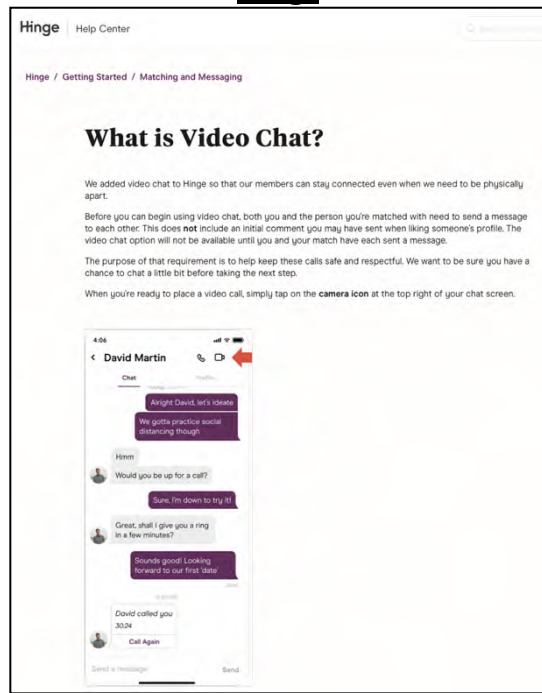 Hinge Help Center
Hinge / Getting Started / Matching and Messaging
What is Video Chat?
We added video chat to Hinge so that our members can stay connected even when we need to be physically
apart.
Before you can begin using video chat, both you and the person you're matched with need to send a message
to each other. This does not include an initial comment you may have sent when liking someone's profile. The
video chat option will not be available until you and your match have each sent a message.
The purpose of that requirement is to help keep these calls safe and respectful. We want to be sure you have a
chance to chat a little bit before taking the next step.
When you're ready to place a video call, simply tap on the camera icon at the top right of your chat screen.
4:06
< David Martin
Chat Profile
Alright David, let's ideate
We gotta practice social
distancing though
Hmm
Would you be up for a call?
Sure, I'm down to try it!
Great, shall I give you a ring
in a few minutes?
Sounds good! Looking
forward to our first 'date'
Sent
David called you
30:24
Call Again
Send a message Send